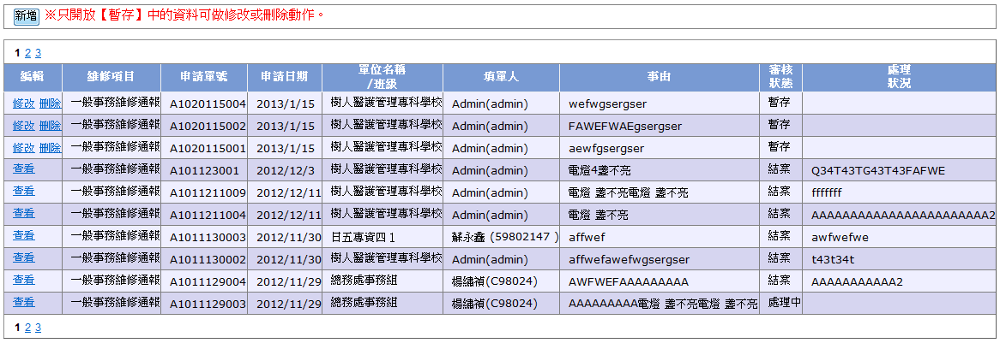 新增 ※只開放【暫存】中的資料可做修改或刪除動作。
1 2 3
編輯 維修項目 申請單號 申請日期 單位名稱/班級 填單人 事由 審核狀態 處理狀況
修改 刪除 一般事務維修通報 A1020115004 2013/1/15 樹人醫護管理專科學校 Admin(admin) wefwgsergser 暫存
修改 刪除 一般事務維修通報 A1020115002 2013/1/15 樹人醫護管理專科學校 Admin(admin) FAWEFWAEgsergser 暫存
修改 刪除 一般事務維修通報 A1020115001 2013/1/15 樹人醫護管理專科學校 Admin(admin) aewfgsergser 暫存
查看 一般事務維修通報 A101123001 2012/12/3 樹人醫護管理專科學校 Admin(admin) 電燈4盞不亮 結案 Q34T43TG43T43FAFWE
查看 一般事務維修通報 A1011211009 2012/12/11 樹人醫護管理專科學校 Admin(admin) 電燈 盞不亮電燈 盞不亮 結案 fffffff
查看 一般事務維修通報 A1011211004 2012/12/11 樹人醫護管理專科學校 Admin(admin) 電燈 盞不亮 結案 AAAAAAAAAAAAAAAAAAAAAAA2
查看 一般事務維修通報 A1011130003 2012/11/30 日五專資四1 蘇永鑫 (59802147 ) affwef 結案 awfwefwe
查看 一般事務維修通報 A1011130002 2012/11/30 樹人醫護管理專科學校 Admin(admin) affwefawefwgsergser 結案 t43t34t
查看 一般事務維修通報 A1011129004 2012/11/29 總務處事務組 楊繡禎(C98024) AWFWEFAAAAAAAAA 結案 AAAAAAAAAAA2
查看 一般事務維修通報 A1011129003 2012/11/29 總務處事務組 楊繡禎(C98024) AAAAAAAAA電燈 盞不亮電燈 盞不亮 處理中
1 2 3